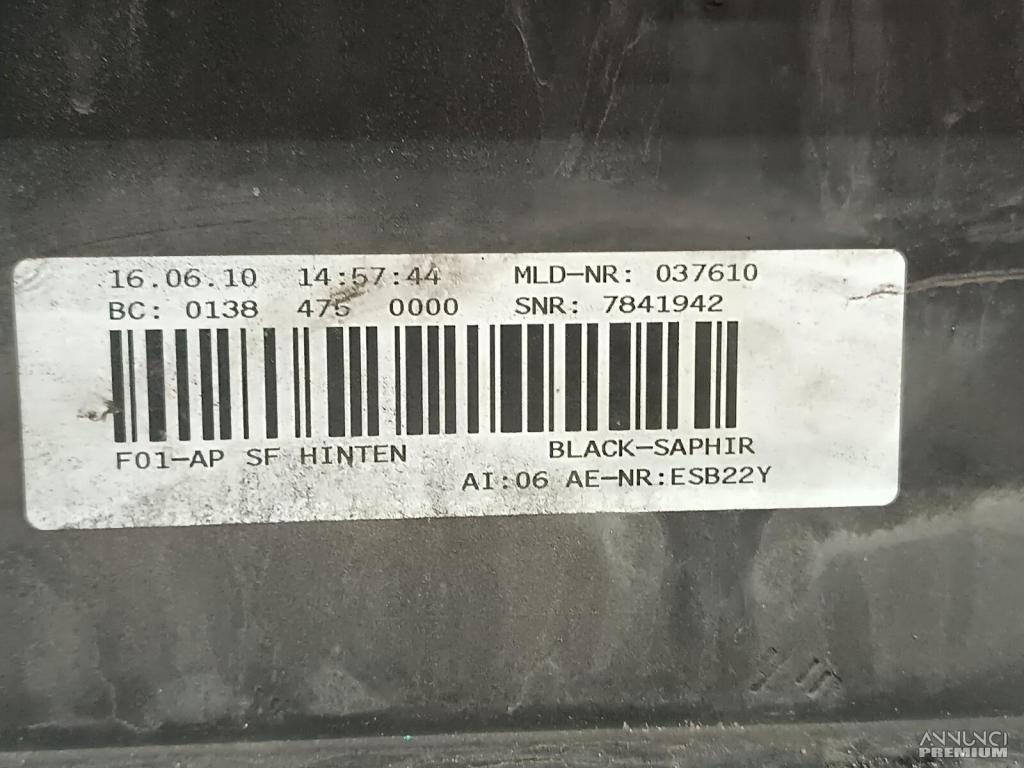 16.06.10 14:57:44 MLD-NR: 037610
BC: 0138 475 0000 SNR: 7841942
F01-AP SF HINTEN BLACK-SAPHIR
AI:06 AE-NR:ESB22Y
ANNUNCI
PREMIUM